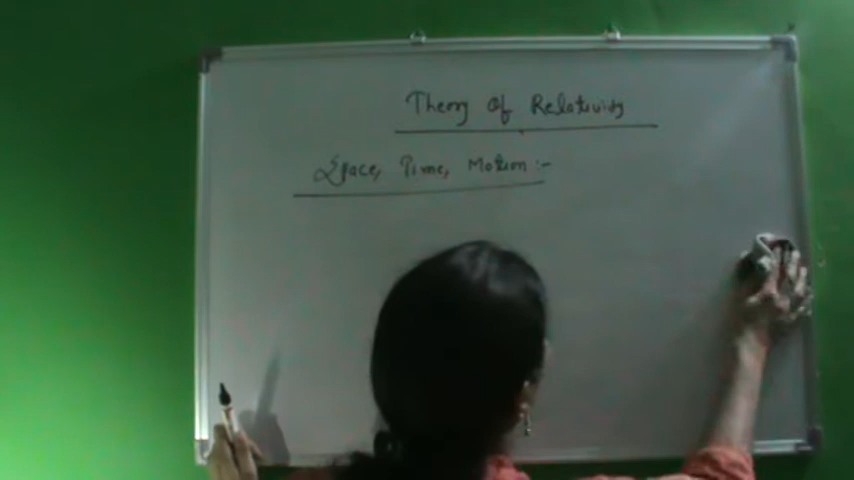 Theory Of Relativity
Space, Time, Motion :-